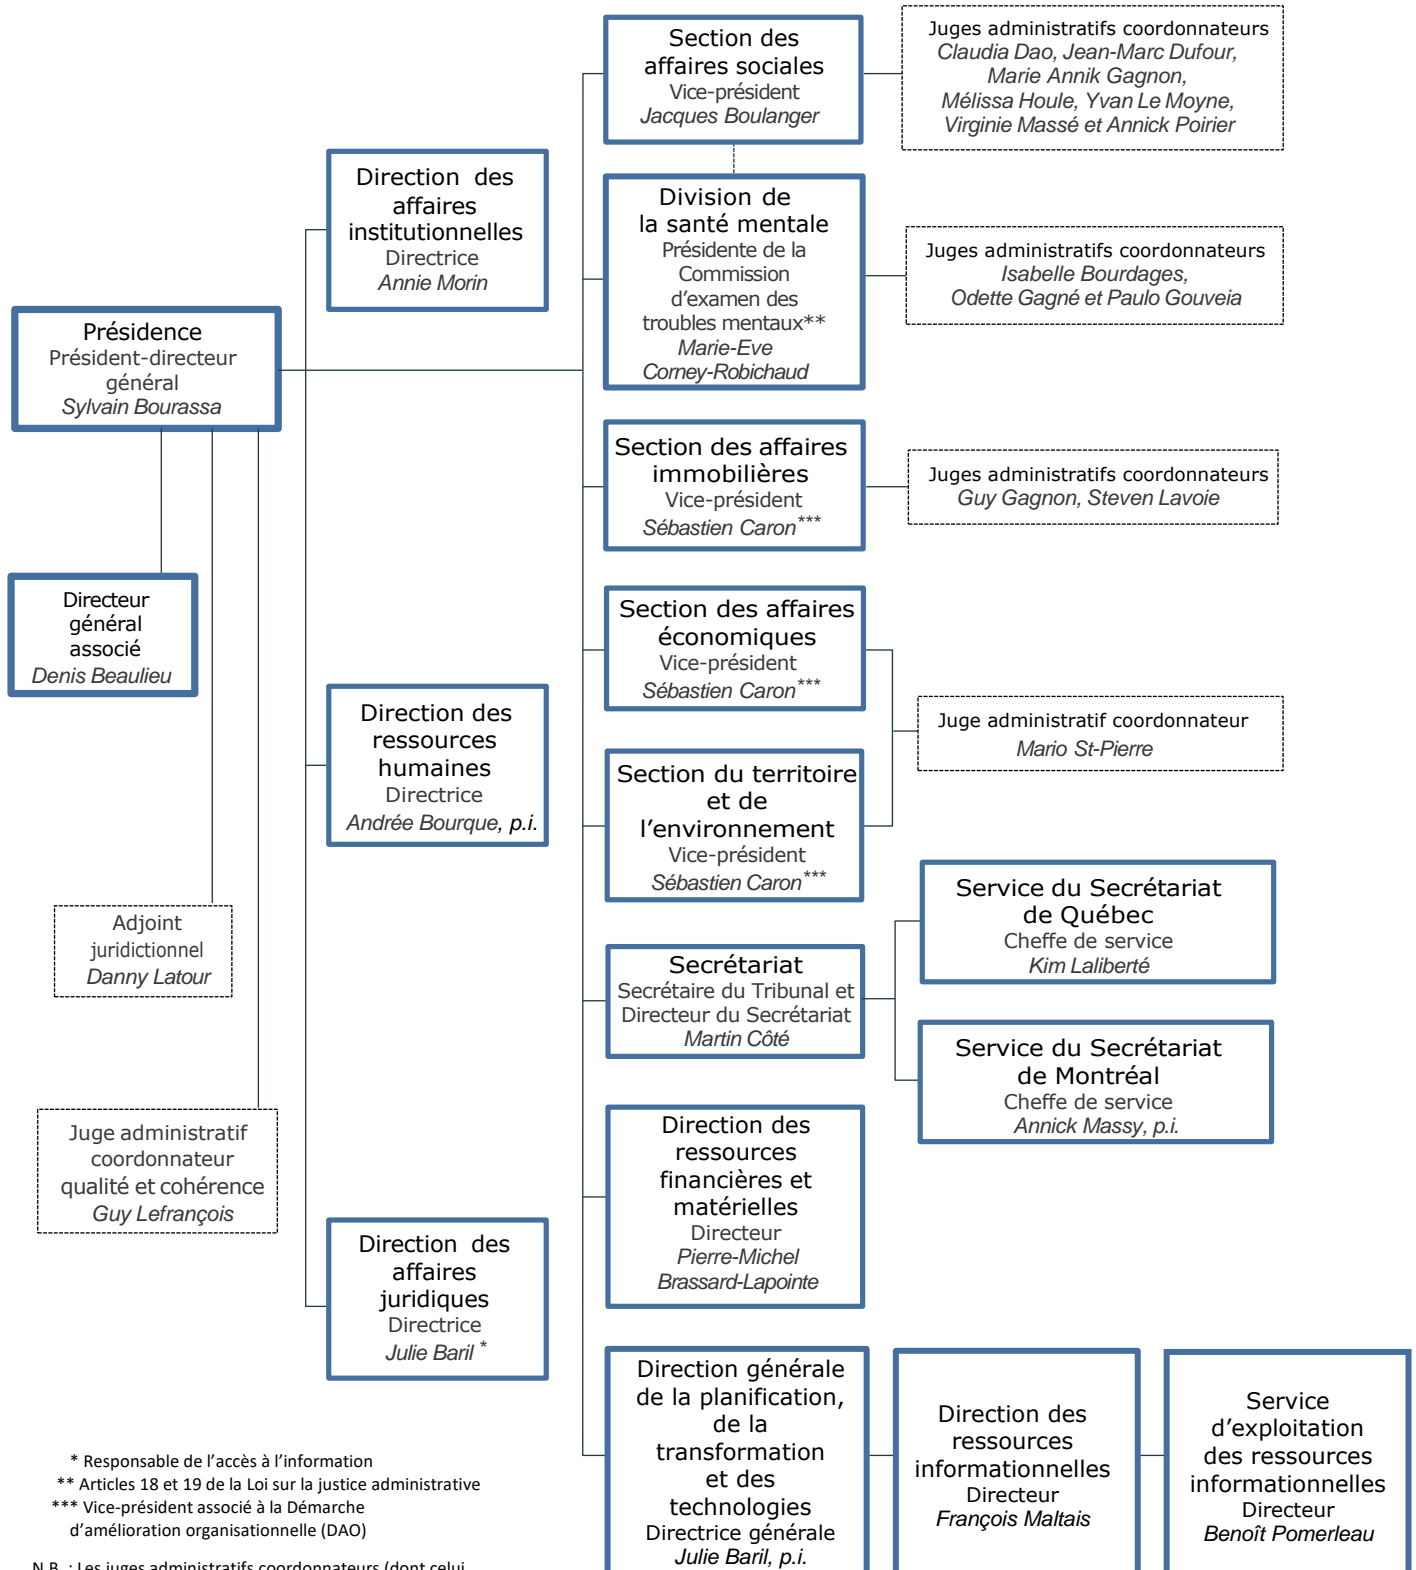 Présidence
Président-directeur
général
Sylvain Bourassa
Directeur
général
associé
Denis Beaulieu
Adjoint
juridictionnel
Danny Latour
Juge administratif
coordonnateur
qualité et cohérence
Guy Lefrançois
Direction des
affaires
institutionnelles
Directrice
Annie Morin
Direction des
ressources
humaines
Directrice
Andrée Bourque, p.i.
Direction des
affaires
juridiques
Directrice
Julie Baril *
Section des
affaires sociales
Vice-président
Jacques Boulanger
Juges administratifs coordonnateurs
Claudia Dao, Jean-Marc Dufour,
Marie Annik Gagnon,
Mélissa Houle, Yvan Le Moyne,
Virginie Massé et Annick Poirier
Division de
la santé mentale
Présidente de la
Commission
d’examen des
troubles mentaux**
Marie-Eve
Corney-Robichaud
Juges administratifs coordonnateurs
Isabelle Bourdages,
Odette Gagné et Paulo Gouveia
Section des affaires
immobilières
Vice-président
Sébastien Caron***
Juges administratifs coordonnateurs
Guy Gagnon, Steven Lavoie
Section des affaires
économiques
Vice-président
Sébastien Caron***
Section du territoire
et de
l’environnement
Vice-président
Sébastien Caron***
Juge administratif coordonnateur
Mario St-Pierre
Secrétariat
Secrétaire du Tribunal et
Directeur du Secrétariat
Martin Côté
Service du Secrétariat
de Québec
Cheffe de service
Kim Laliberté
Service du Secrétariat
de Montréal
Cheffe de service
Annick Massy, p.i.
Direction des
ressources
financières et
matérielles
Directeur
Pierre-Michel
Brassard-Lapointe
Direction générale
de la planification,
de la
transformation
et des
technologies
Directrice générale
Julie Baril, p.i.
Direction des
ressources
informationnelles
Directeur
François Maltais
Service
d’exploitation
des ressources
informationnelles
Directeur
Benoît Pomerleau
* Responsable de l’accès à l’information
** Articles 18 et 19 de la Loi sur la justice administrative
*** Vice-président associé à la Démarche
d’amélioration organisationnelle (DAO)
N.B. : Les juges administratifs coordonnateurs (dont celui